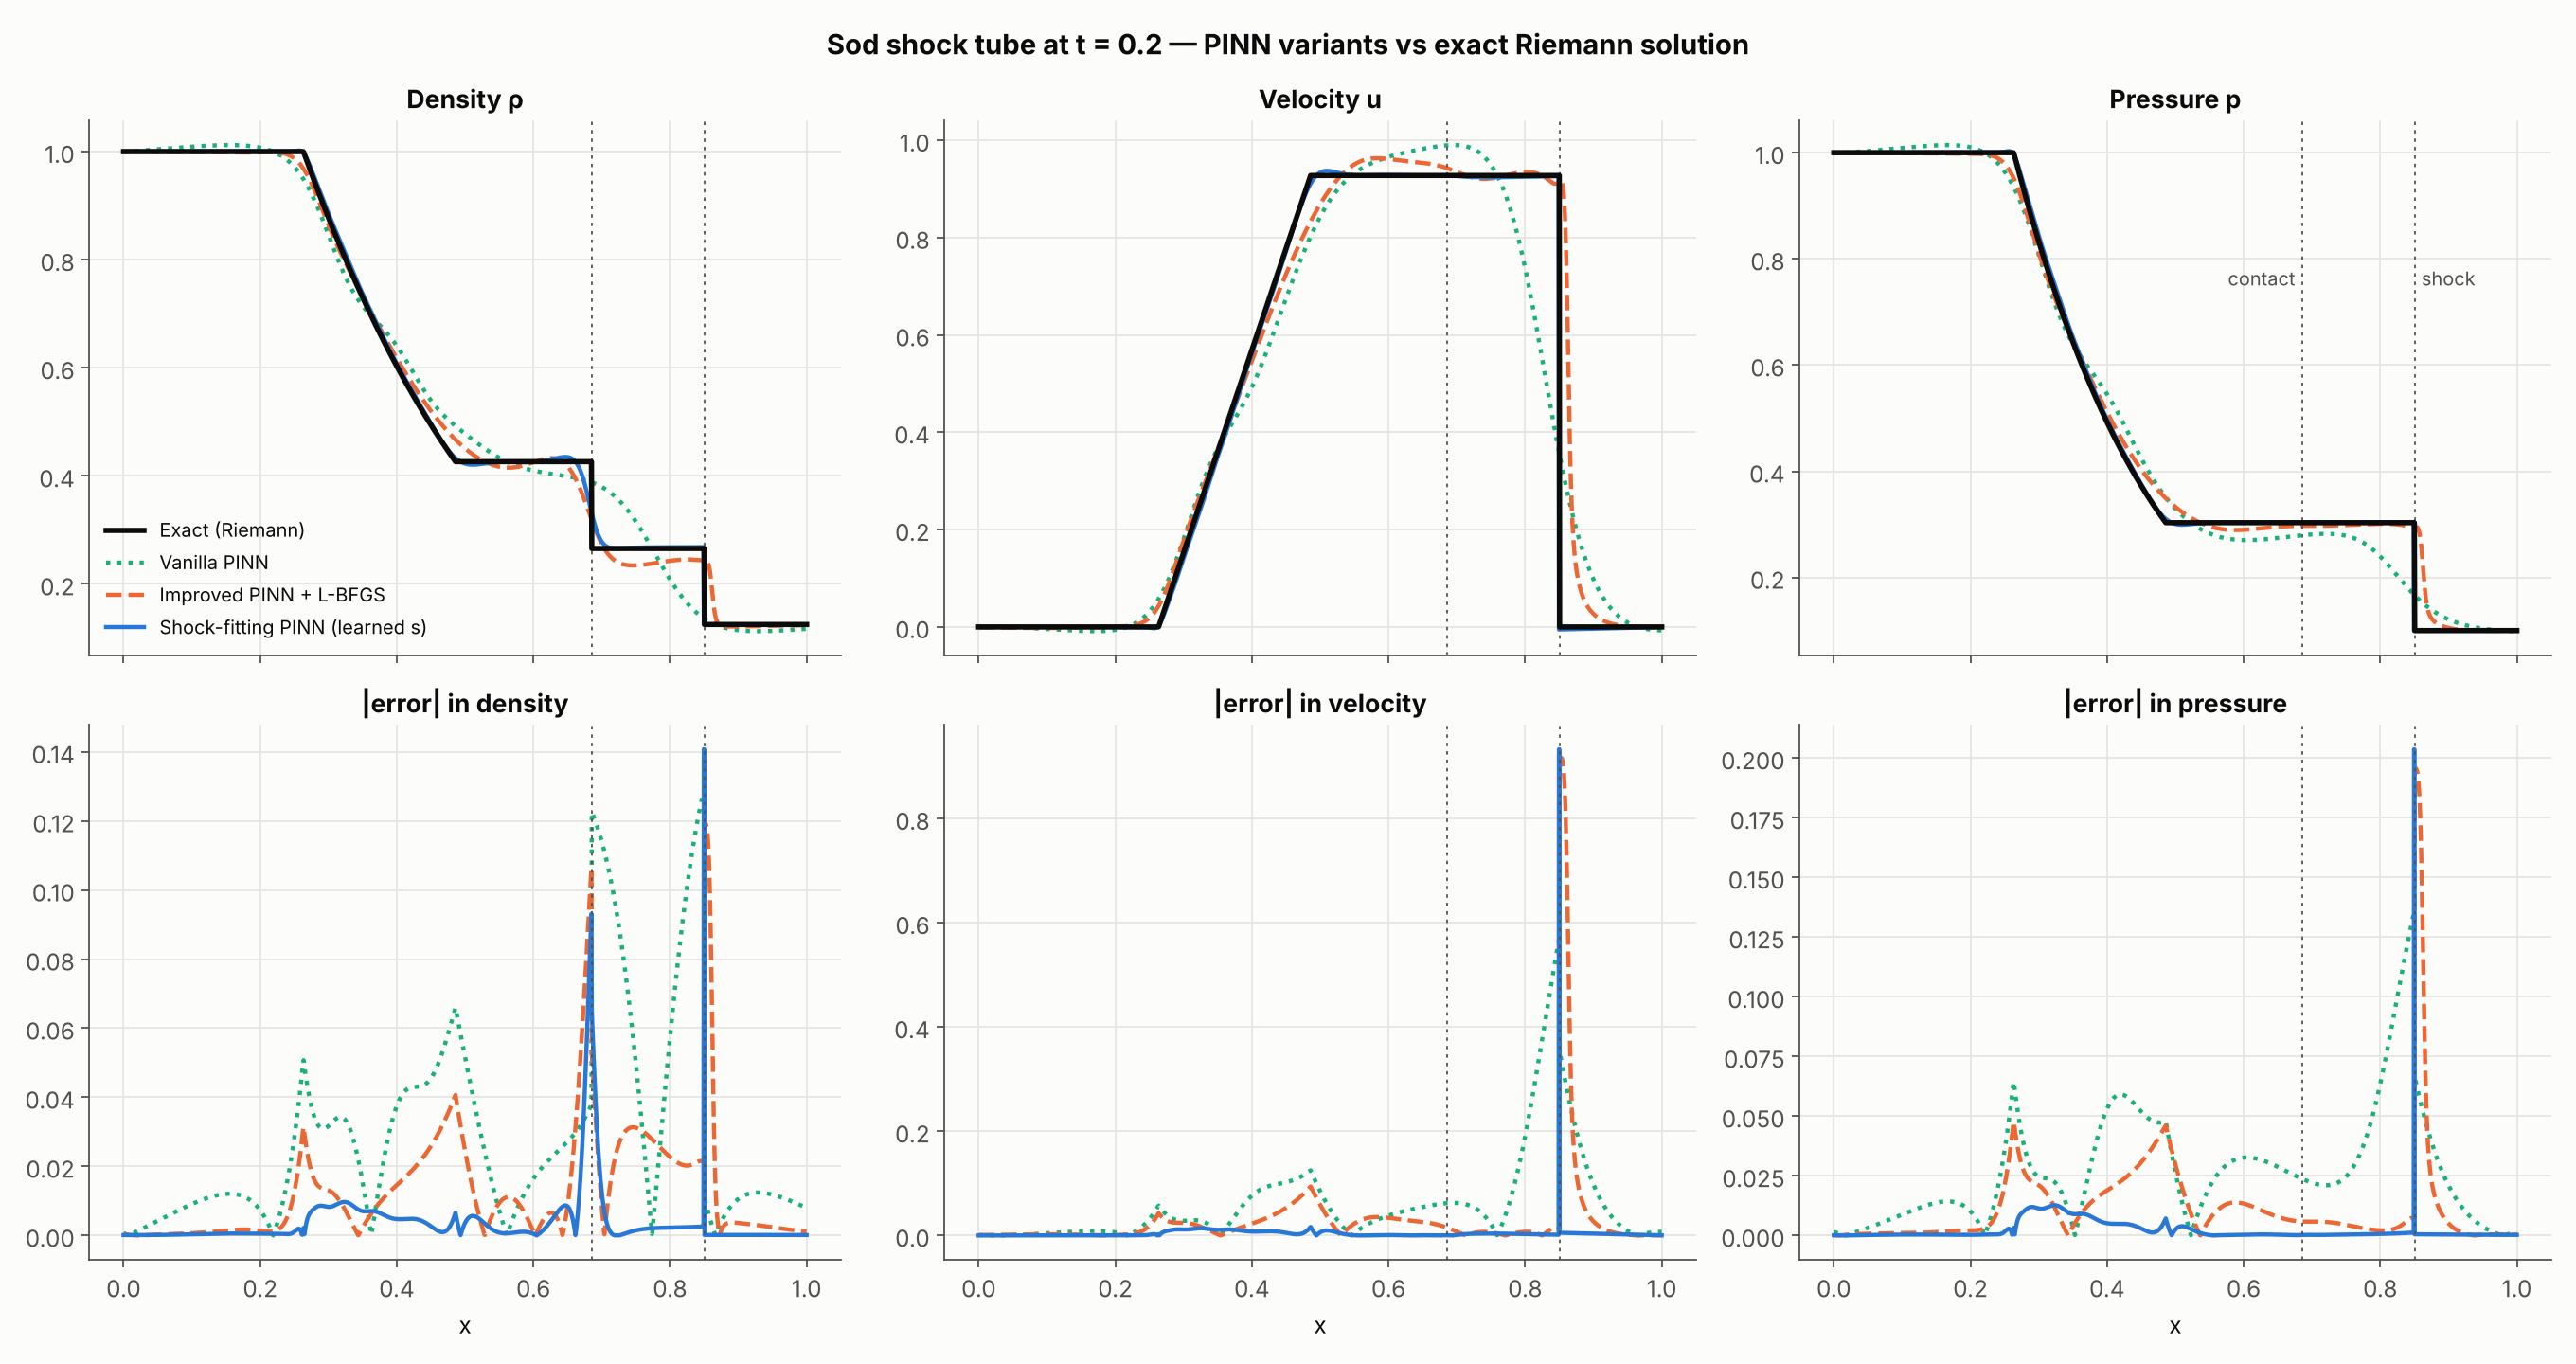 Sod shock tube at t = 0.2 — PINN variants vs exact Riemann solution
Density ρ
Velocity u
Pressure p
1.0
0.8
0.6
0.4
0.2
Exact (Riemann)
Vanilla PINN
Improved PINN + L-BFGS
Shock-fitting PINN (learned s)
1.0
0.8
0.6
0.4
0.2
0.0
1.0
0.8
0.6
0.4
0.2
contact
shock
|error| in density
|error| in velocity
|error| in pressure
0.14
0.12
0.10
0.08
0.06
0.04
0.02
0.00
0.0 0.2 0.4 0.6 0.8 1.0
x
0.8
0.6
0.4
0.2
0.0
0.0 0.2 0.4 0.6 0.8 1.0
x
0.200
0.175
0.150
0.125
0.100
0.075
0.050
0.025
0.000
0.0 0.2 0.4 0.6 0.8 1.0
x